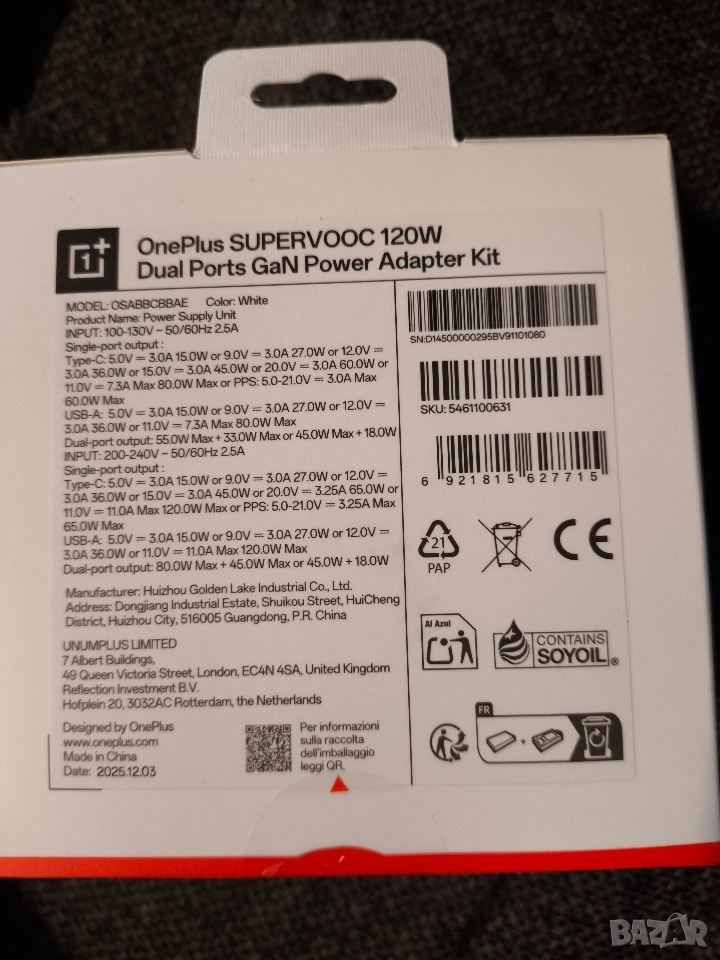 OnePlus SUPERVOOC 120W
Dual Ports GaN Power Adapter Kit
MODEL: OSABBCBBAE Color: White
Product Name: Power Supply Unit
INPUT: 100-130V ~ 50/60Hz 2.5A
Single-port output :
Type-C: 5.0V ⎓ 3.0A 15.0W or 9.0V ⎓ 3.0A 27.0W or 12.0V ⎓
3.0A 36.0W or 15.0V ⎓ 3.0A 45.0W or 20.0V ⎓ 3.0A 60.0W or
11.0V ⎓ 7.3A Max 80.0W Max or PPS: 5.0-21.0V ⎓ 3.0A Max
60.0W Max
USB-A: 5.0V ⎓ 3.0A 15.0W or 9.0V ⎓ 3.0A 27.0W or 12.0V ⎓
3.0A 36.0W or 11.0V ⎓ 7.3A Max 80.0W Max
Dual-port output: 55.0W Max + 33.0W Max or 45.0W Max + 18.0W
INPUT: 200-240V ~ 50/60Hz 2.5A
Single-port output :
Type-C: 5.0V ⎓ 3.0A 15.0W or 9.0V ⎓ 3.0A 27.0W or 12.0V ⎓
3.0A 36.0W or 15.0V ⎓ 3.0A 45.0W or 20.0V ⎓ 3.25A 65.0W or
11.0V ⎓ 11.0A Max 120.0W Max or PPS: 5.0-21.0V ⎓ 3.25A Max
65.0W Max
USB-A: 5.0V ⎓ 3.0A 15.0W or 9.0V ⎓ 3.0A 27.0W or 12.0V ⎓
3.0A 36.0W or 11.0V ⎓ 11.0A Max 120.0W Max
Dual-port output: 80.0W Max + 45.0W Max or 45.0W + 18.0W
Manufacturer: Huizhou Golden Lake Industrial Co., Ltd.
Address: Dongjiang Industrial Estate, Shuikou Street, HuiCheng
District, Huizhou City, 516005 Guangdong, P.R. China
UNUMPLUS LIMITED
7 Albert Buildings,
49 Queen Victoria Street, London, EC4N 4SA, United Kingdom
Reflection Investment B.V.
Hofplein 20, 3032AC Rotterdam, the Netherlands
Designed by OnePlus
www.oneplus.com
Made in China
Date: 2025.12.03
Per informazioni
sulla raccolta
dell'imballaggio
leggi QR.
SN:D14500000295BV91101080
SKU: 5461100631
6 921815 627715
21
PAP
CE
Al Azul
CONTAINS
SOYOIL®
FR
BAZAR